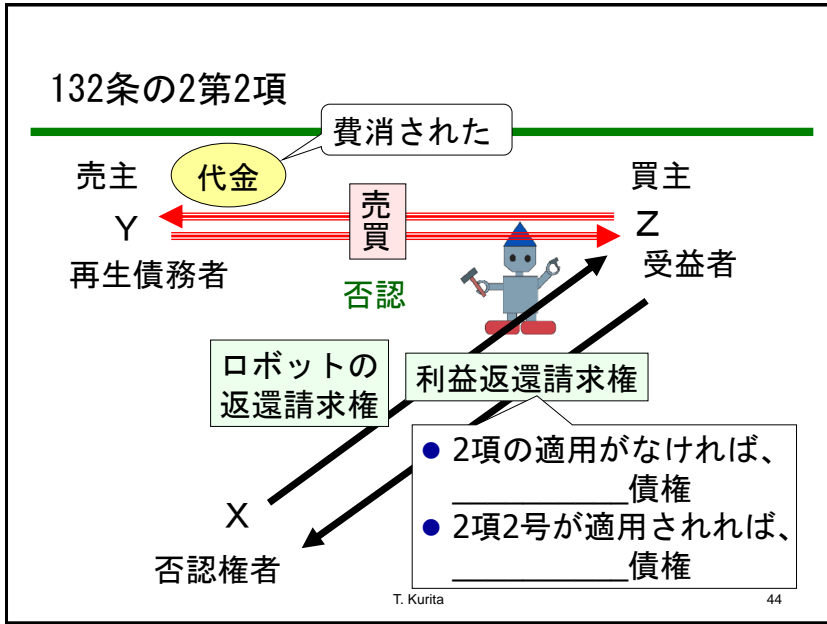 132条の2第2項
費消された
売主
代金
売買
買主
Y
Z
再生債務者
否認
受益者
ロボットの
返還請求権
利益返還請求権
● 2項の適用がなければ、
__________債権
● 2項2号が適用されれば、
__________債権
X
否認権者
T. Kurita
44